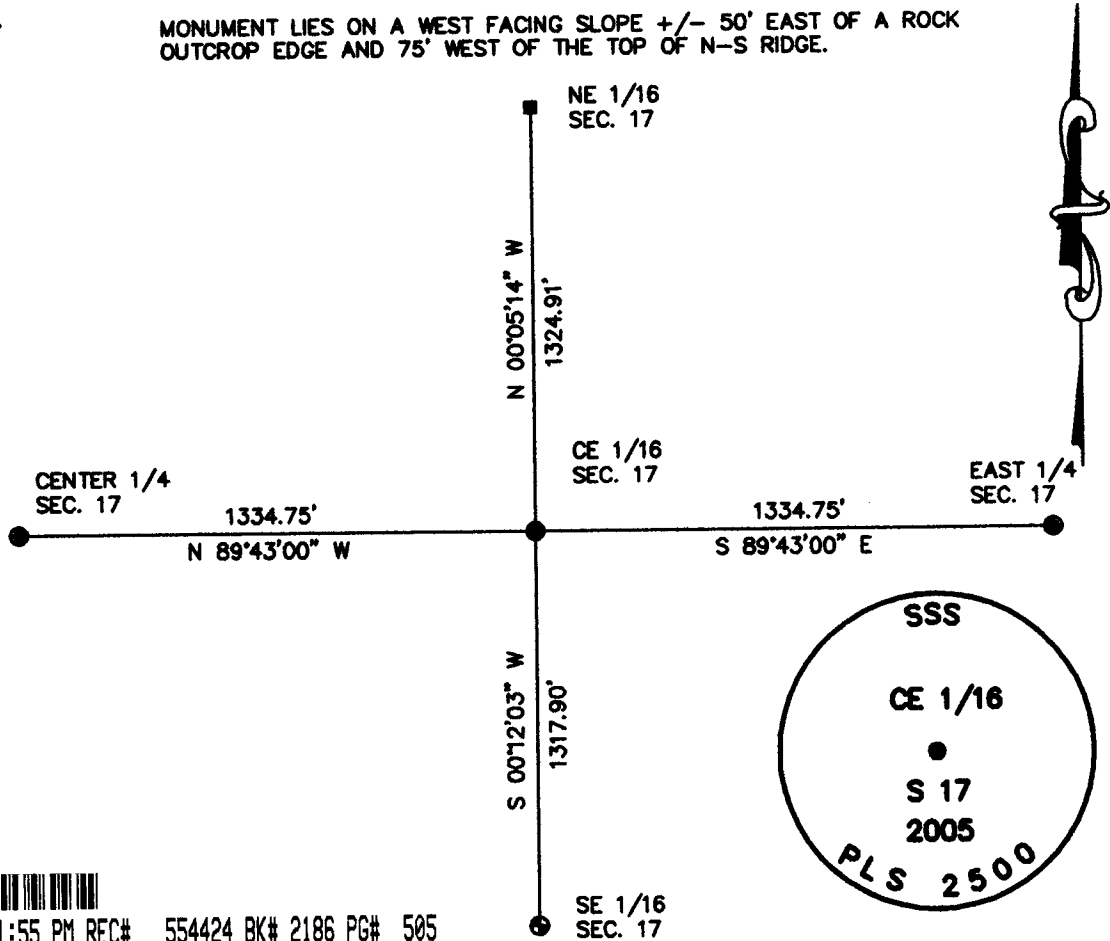 MONUMENT LIES ON A WEST FACING SLOPE +/- 50' EAST OF A ROCK
OUTCROP EDGE AND 75' WEST OF THE TOP OF N-S RIDGE.
NE 1/16
SEC. 17
N 00°05'14" W
1324.91'
CE 1/16
SEC. 17
CENTER 1/4
SEC. 17
EAST 1/4
SEC. 17
1334.75'
N 89°43'00" W
1334.75'
S 89°43'00" E
S 00°12'03" W
1317.90'
SSS
CE 1/16
S 17
2005
PLS 2500
SE 1/16
SEC. 17
:55 PM REC# 554424 BK# 2186 PG# 505